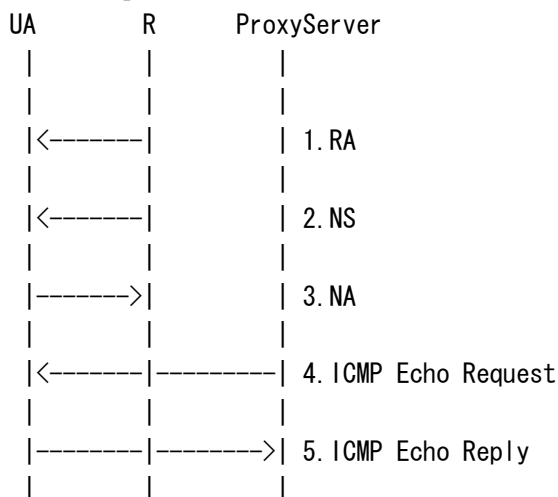 UA R ProxyServer
| | |
| | |
|<-------| | 1.RA
| | |
|<-------| | 2.NS
| | |
|------->| | 3.NA
| | |
|<-------|---------| 4.ICMP Echo Request
| | |
|--------|-------->| 5.ICMP Echo Reply
| | |